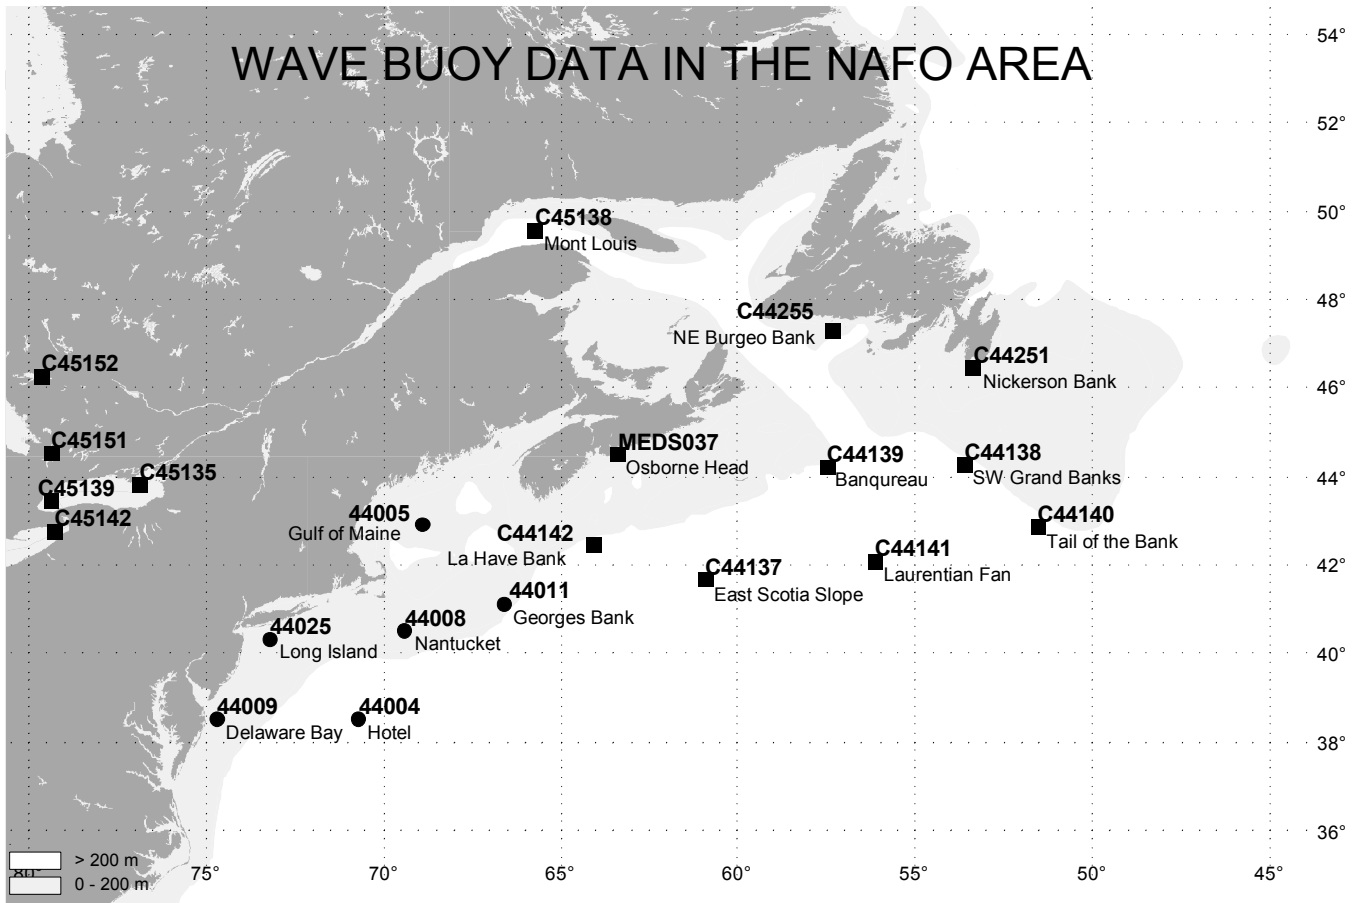 WAVE BUOY DATA IN THE NAFO AREA
54°
52°
50°
48°
46°
44°
42°
40°
38°
36°
C45138
Mont Louis
C44255
NE Burgeo Bank
C44251
Nickerson Bank
C45152
C45151
C45135
C45139
C45142
MEDS037
Osborne Head
C44139
Banqureau
C44138
SW Grand Banks
44005
Gulf of Maine
C44142
La Have Bank
C44140
Tail of the Bank
C44141
Laurentian Fan
C44137
East Scotia Slope
44011
Georges Bank
44008
Nantucket
44025
Long Island
44009
Delaware Bay
44004
Hotel
> 200 m
0 - 200 m
80°
75°
70°
65°
60°
55°
50°
45°